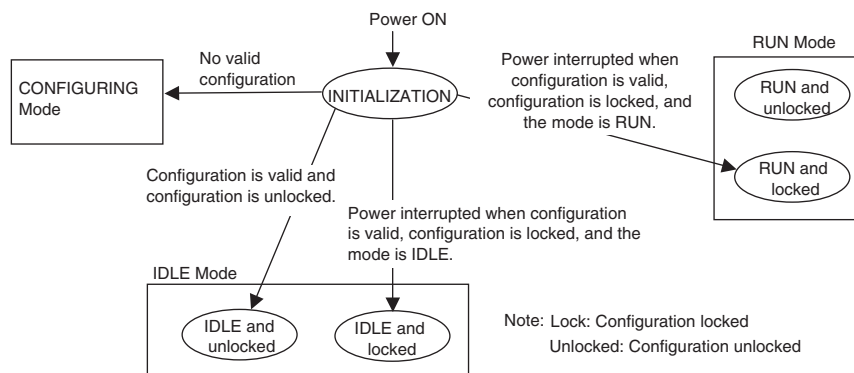 Power ON
No valid
configuration
CONFIGURING
Mode
INITIALIZATION
Power interrupted when
configuration is valid,
configuration is locked, and
the mode is RUN.
RUN Mode
RUN and
unlocked
RUN and
locked
Configuration is valid and
configuration is unlocked.
Power interrupted when configuration
is valid, configuration is locked, and the
mode is IDLE.
IDLE Mode
IDLE and
unlocked
IDLE and
locked
Note: Lock: Configuration locked
Unlocked: Configuration unlocked